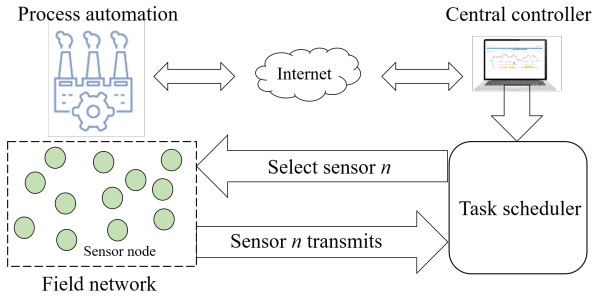 Process automation
Central controller
Internet
Select sensor n
Task scheduler
Sensor n transmits
Sensor node
Field network